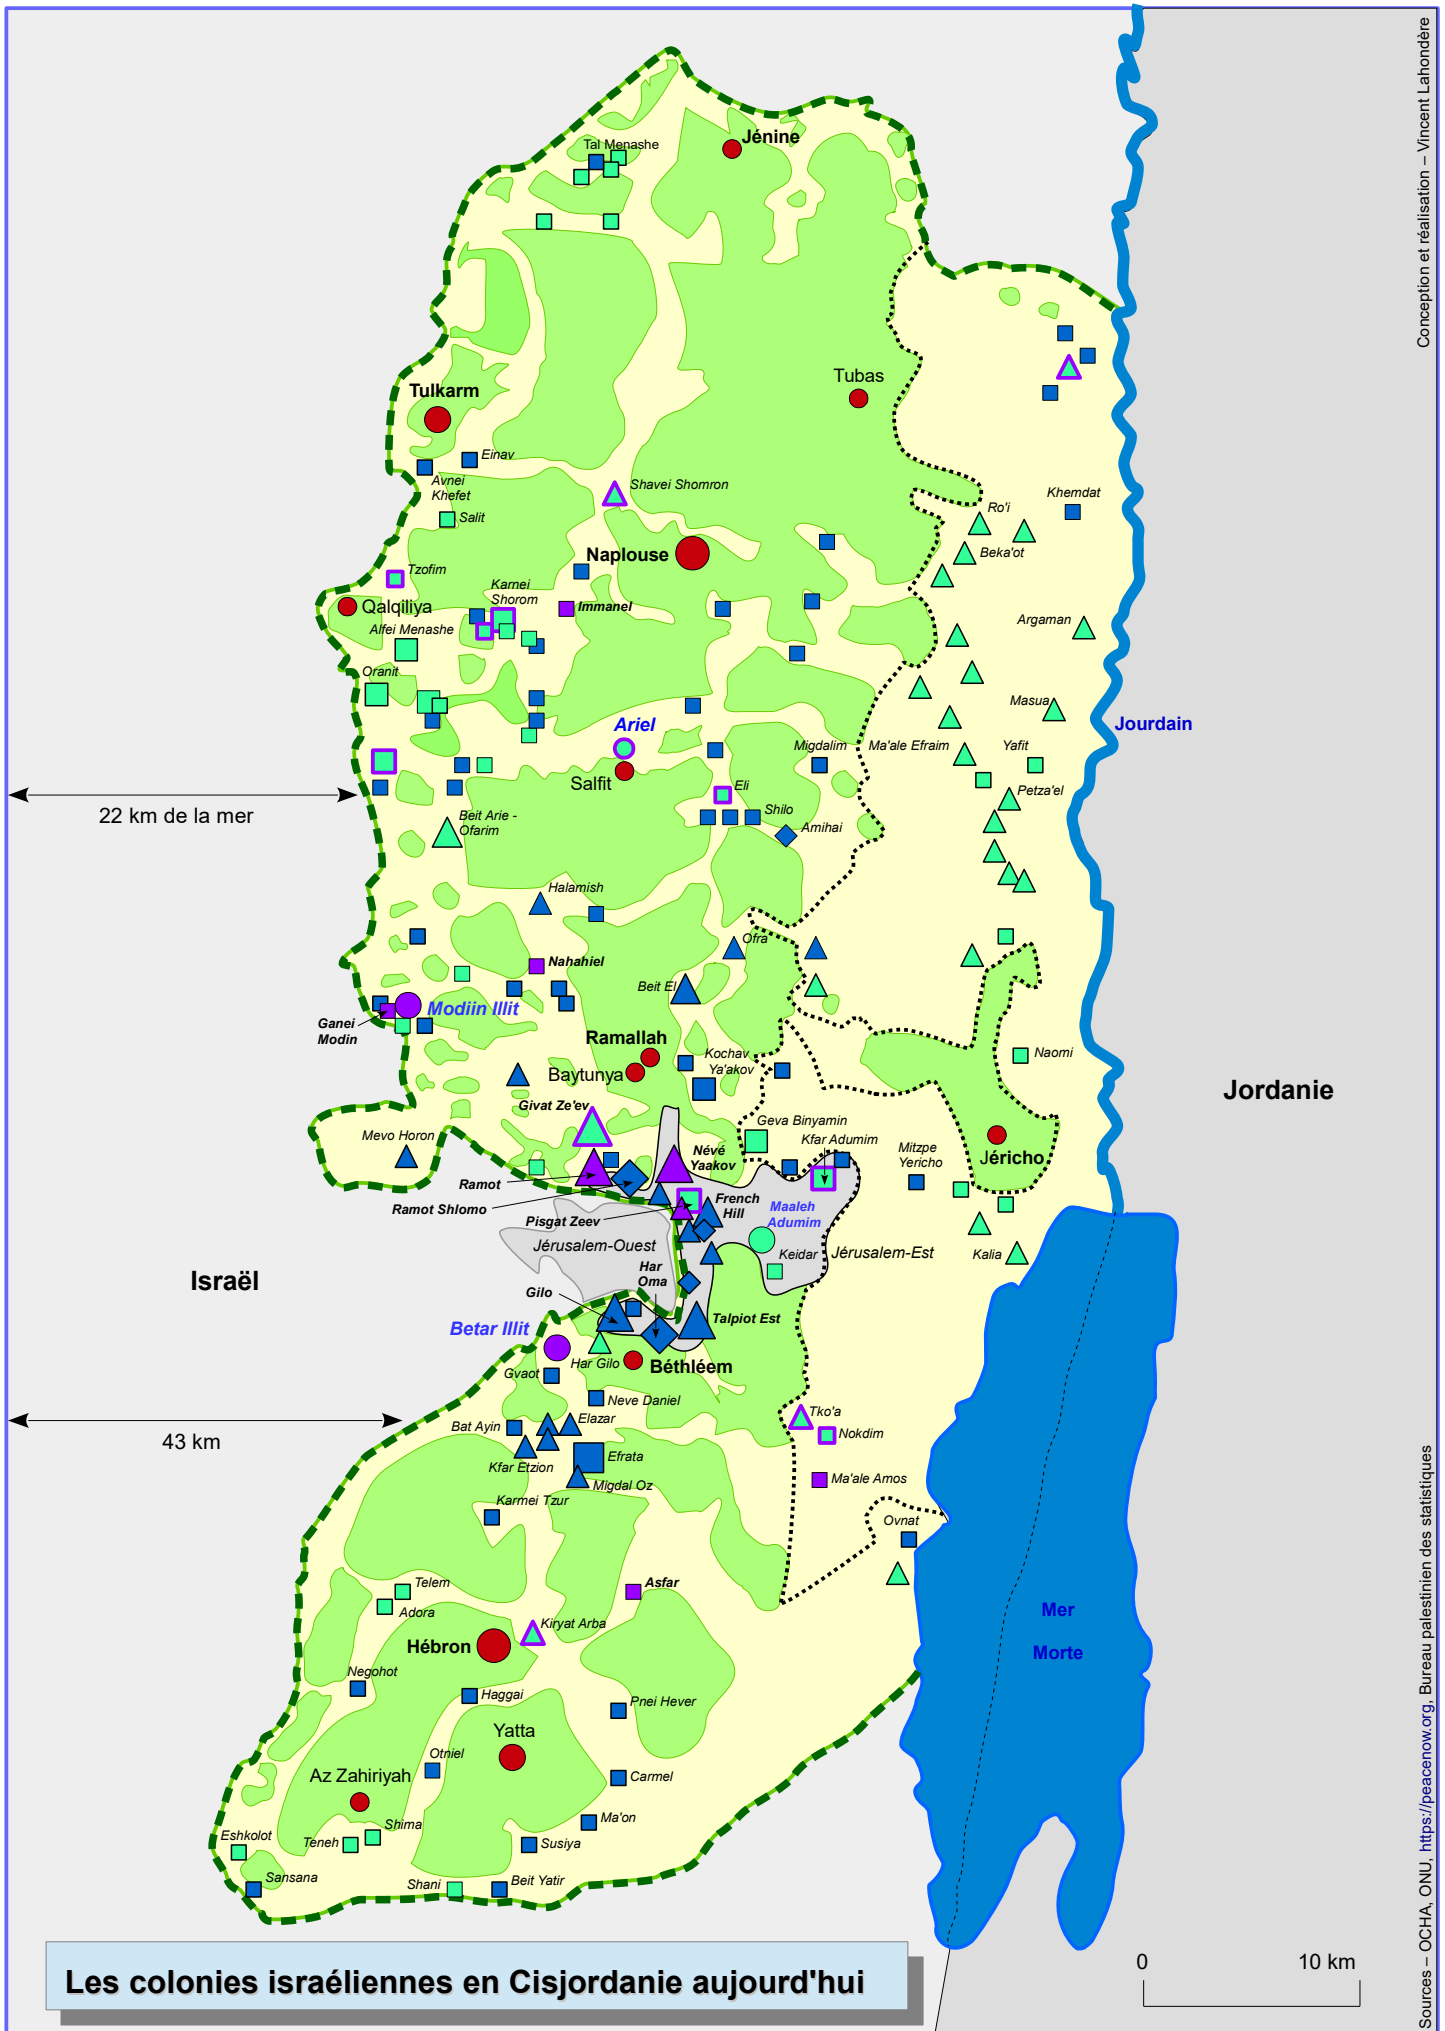 Conception et réalisation – Vincent Lahondère
Jénine
Tal Menashe
Tubas
Tulkarm
Einav
Avnei
Khefet
Salit
Shavei Shomron
Khemdat
Ro'i
Beka'ot
Naplouse
Tzofim
Karnei
Shorom
Immanel
Qalqiliya
Alfei Menashe
Argaman
Oranit
Masua
Jourdain
Ariel
Migdalim
Ma'ale Efraim
Yafit
Salfit
Eli
Petza'el
22 km de la mer
Beit Arie -
Ofarim
Shilo
Amihai
Halamish
Ofra
Nahahiel
Beit El
Modiin Illit
Ganei
Modin
Ramallah
Baytunya
Kochav
Ya'akov
Naomi
Jordanie
Givat Ze'ev
Geva Binyamin
Mevo Horon
Kfar Adumim
Mitzpe
Yericho
Jéricho
Névé
Yaakov
Ramot
Ramot Shlomo
French
Hill
Pisgat Zeev
Maaleh
Adumim
Jérusalem-Ouest
Jérusalem-Est
Kalia
Keidar
Har
Oma
Israël
Gilo
Talpiot Est
Betar Illit
Har Gilo
Béthléem
Gvaot
Neve Daniel
Tko'a
Bat Ayin
Elazar
Nokdim
43 km
Efrata
Kfar Etzion
Migdal Oz
Ma'ale Amos
Karmei Tzur
Ovnat
Telem
Asfar
Adora
Mer
Morte
Kiryat Arba
Hébron
Negohot
Haggai
Pnei Hever
Yatta
Otniel
Az Zahiriyah
Carmel
Shima
Ma'on
Eshkolot
Teneh
Susiya
Sansana
Shani
Beit Yatir
Les colonies israéliennes en Cisjordanie aujourd'hui
0
10 km
Sources – OCHA, ONU, https://peacenow.org, Bureau palestinien des statistiques